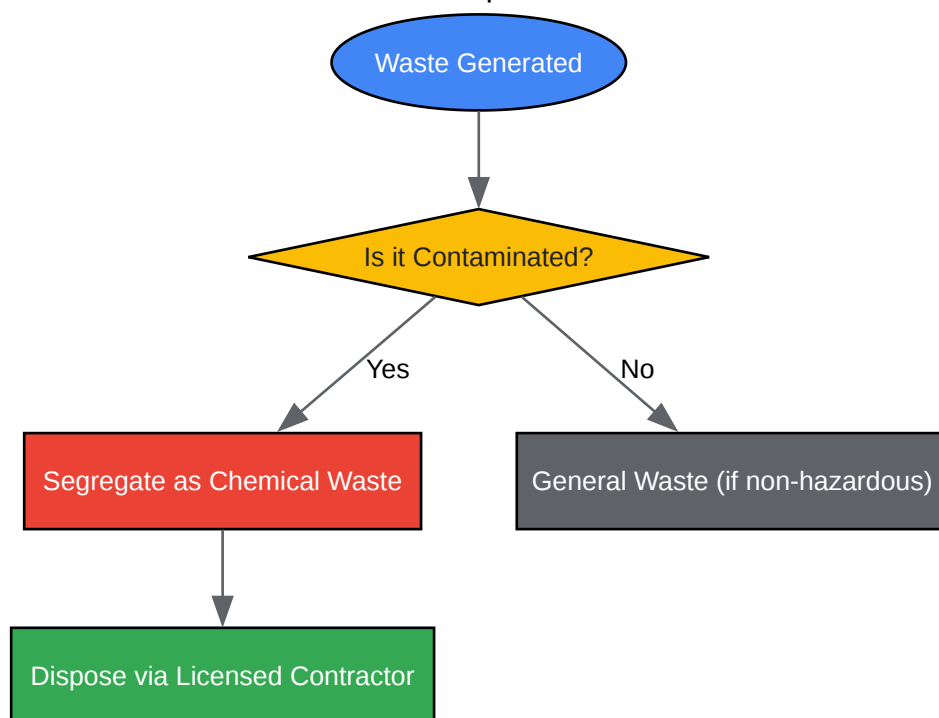 Waste Generated
Is it Contaminated?
Yes
No
Segregate as Chemical Waste
General Waste (if non-hazardous)
Dispose via Licensed Contractor